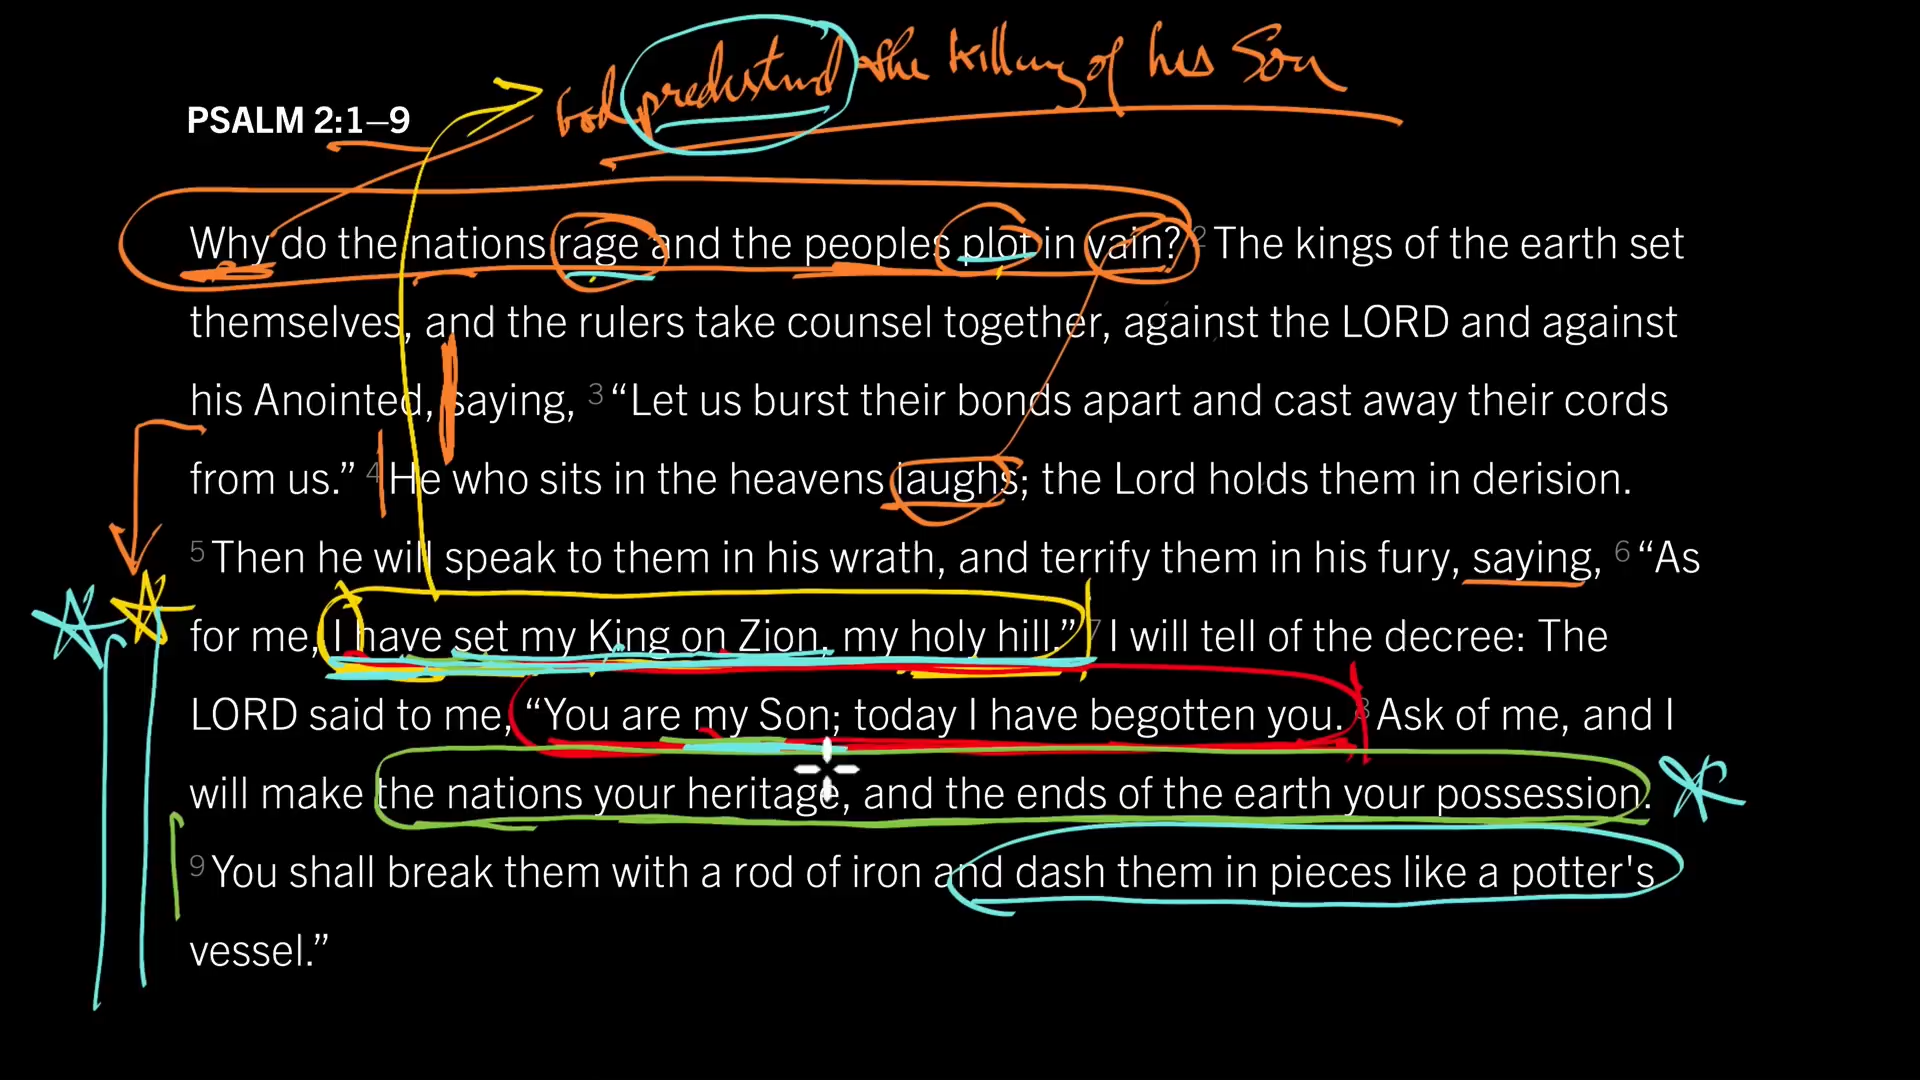 God predestined the killing of his Son
PSALM 2:1–9
Why do the nations rage and the peoples plot in vain? 2 The kings of the earth set
themselves, and the rulers take counsel together, against the LORD and against
his Anointed, saying, 3 “Let us burst their bonds apart and cast away their cords
from us.” 4 He who sits in the heavens laughs; the Lord holds them in derision.
5 Then he will speak to them in his wrath, and terrify them in his fury, saying, 6 “As
for me, I have set my King on Zion, my holy hill.” 7 I will tell of the decree: The
LORD said to me, “You are my Son; today I have begotten you. 8 Ask of me, and I
will make the nations your heritage, and the ends of the earth your possession.
9 You shall break them with a rod of iron and dash them in pieces like a potter's
vessel.”